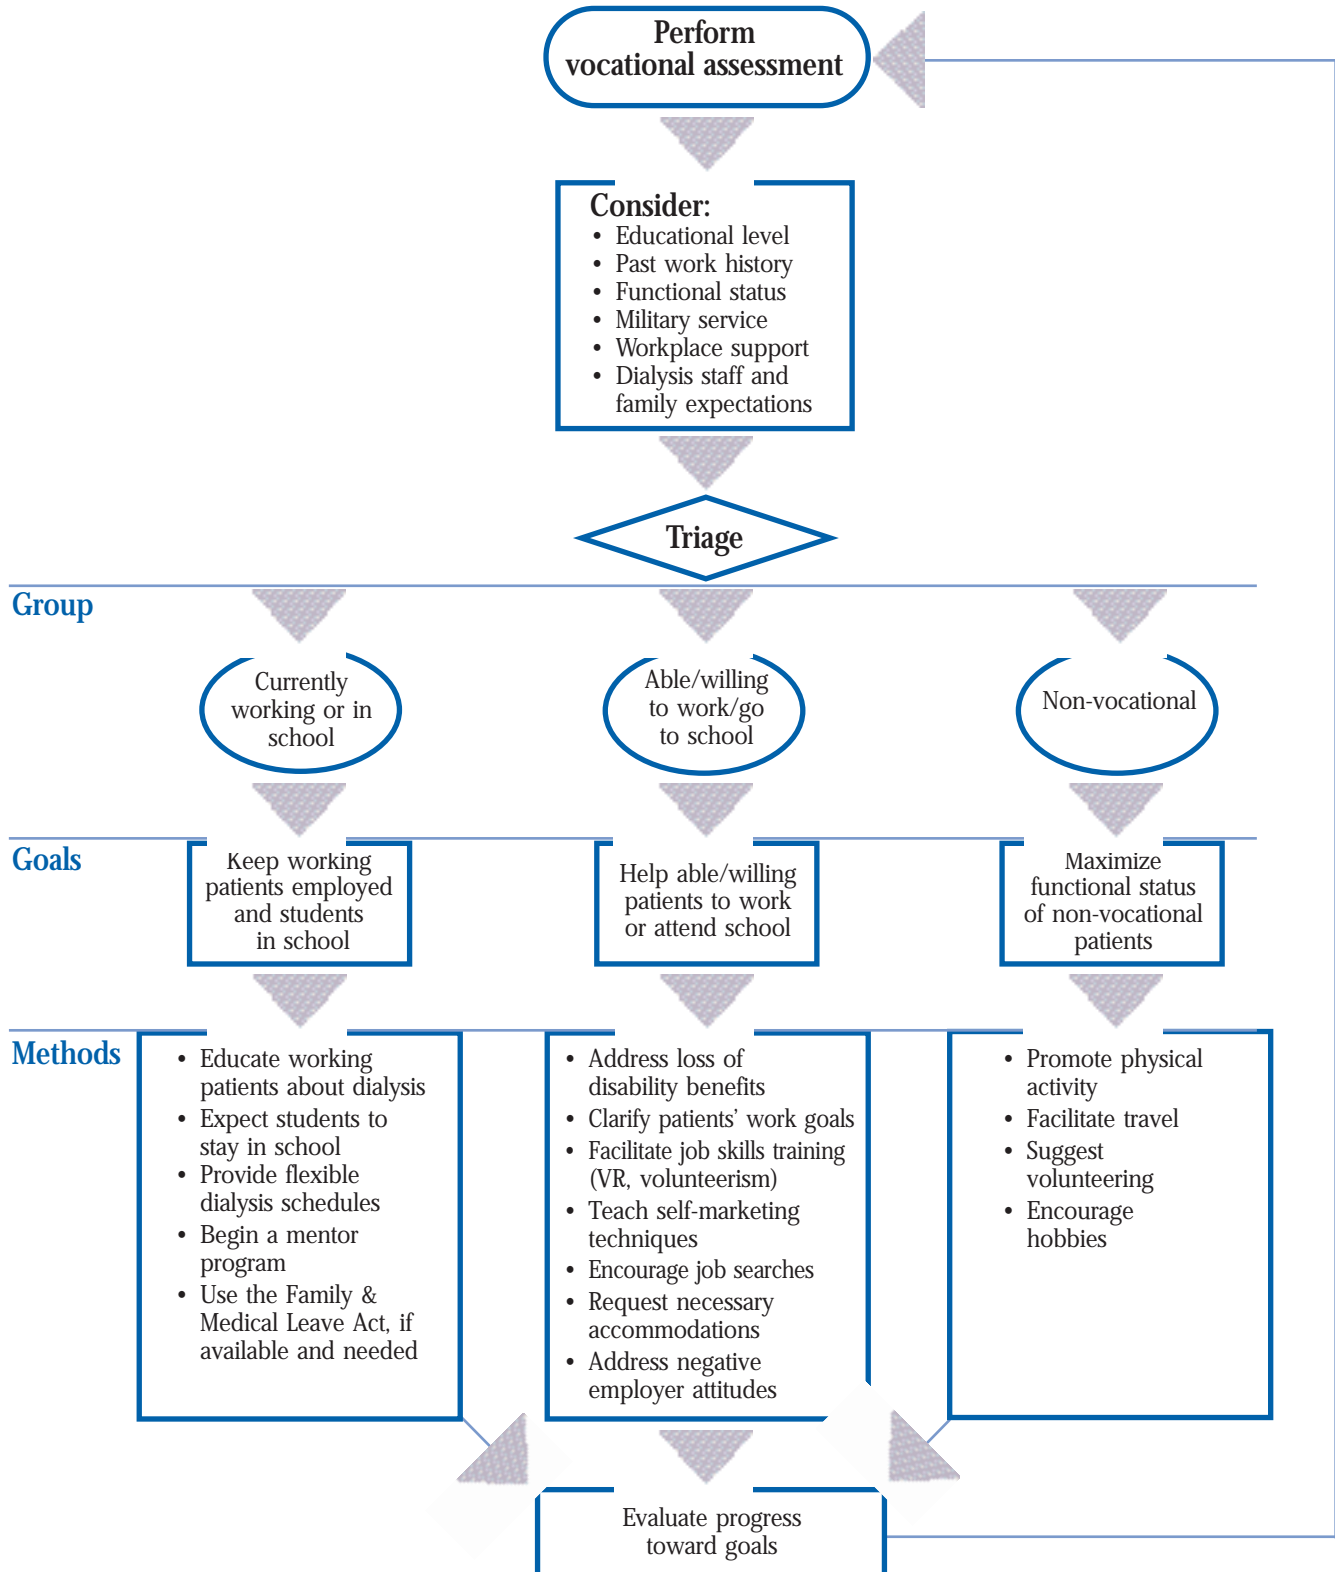 Perform
vocational assessment
Consider:
• Educational level
• Past work history
• Functional status
• Military service
• Workplace support
• Dialysis staff and
family expectations
Triage
Group
Currently
working or in
school
Able/willing
to work/go
to school
Non-vocational
Goals
Keep working
patients employed
and students
in school
Help able/willing
patients to work
or attend school
Maximize
functional status
of non-vocational
patients
Methods
• Educate working
patients about dialysis
• Expect students to
stay in school
• Provide flexible
dialysis schedules
• Begin a mentor
program
• Use the Family &
Medical Leave Act, if
available and needed
• Address loss of
disability benefits
• Clarify patients’ work goals
• Facilitate job skills training
(VR, volunteerism)
• Teach self-marketing
techniques
• Encourage job searches
• Request necessary
accommodations
• Address negative
employer attitudes
• Promote physical
activity
• Facilitate travel
• Suggest
volunteering
• Encourage
hobbies
Evaluate progress
toward goals